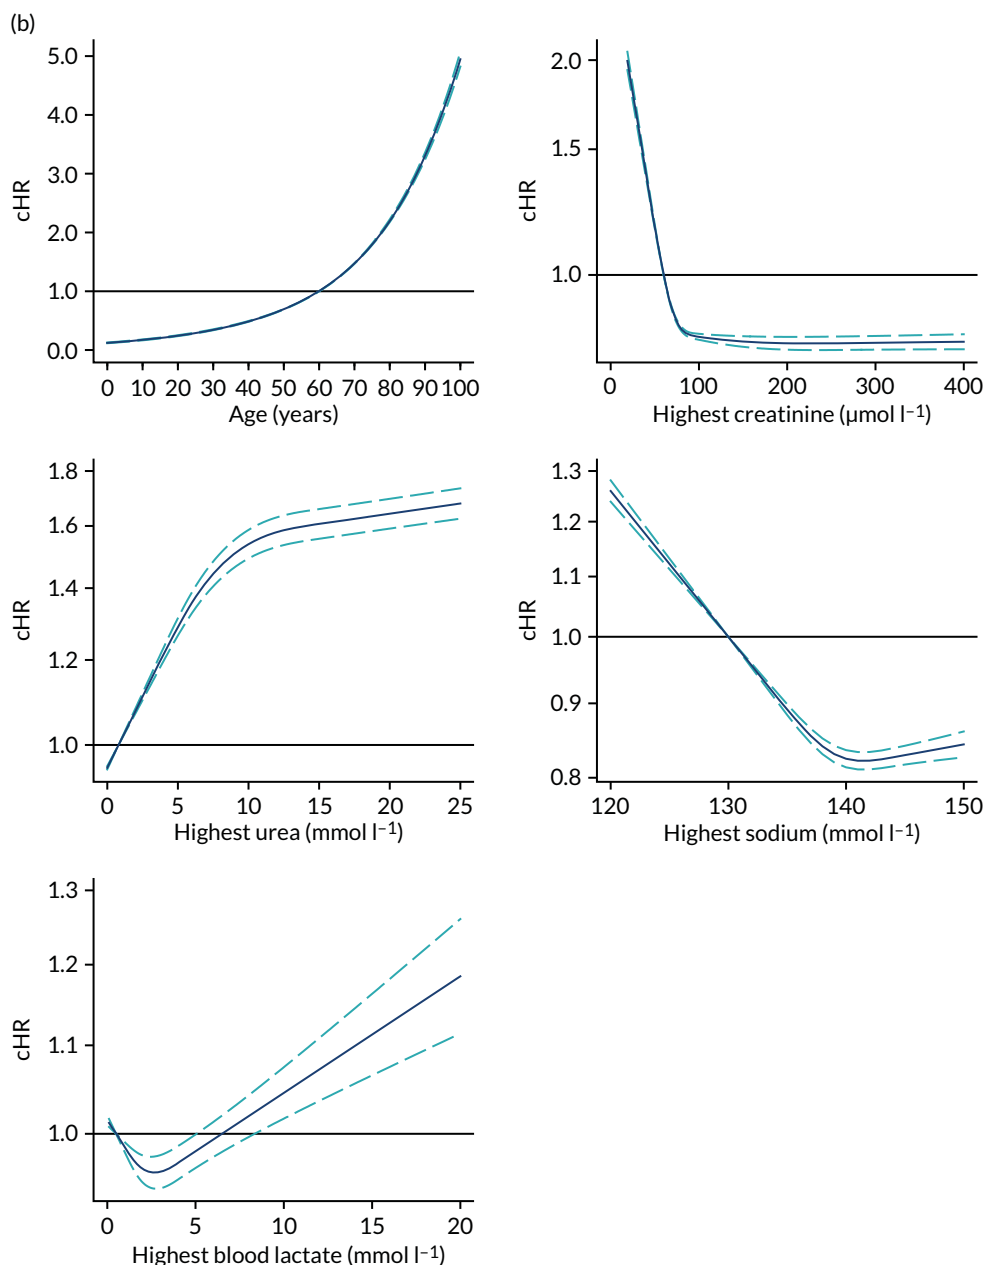 (b)
5.0
4.0
3.0
2.0
1.0
0.0
cHR
0 10 20 30 40 50 60 70 80 90 100
Age (years)
2.0
1.5
1.0
cHR
0 100 200 300 400
Highest creatinine (µmol l⁻¹)
1.8
1.6
1.4
1.2
1.0
cHR
0 5 10 15 20 25
Highest urea (mmol l⁻¹)
1.3
1.2
1.1
1.0
0.9
0.8
cHR
120 130 140 150
Highest sodium (mmol l⁻¹)
1.3
1.2
1.1
1.0
cHR
0 5 10 15 20
Highest blood lactate (mmol l⁻¹)